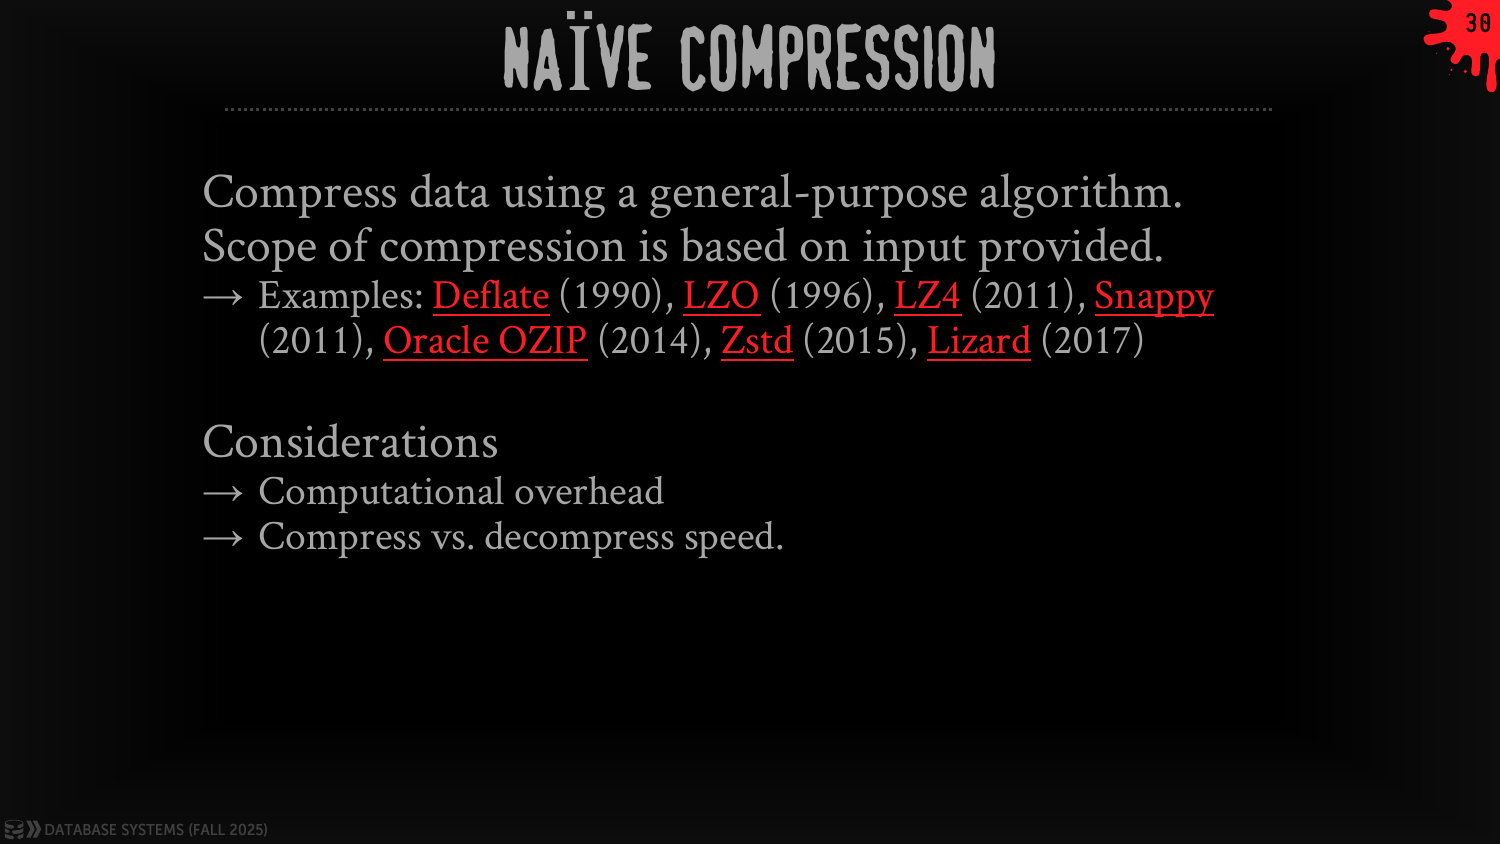 NAÏVE COMPRESSION
30
Compress data using a general-purpose algorithm.
Scope of compression is based on input provided.
→ Examples: Deflate (1990), LZO (1996), LZ4 (2011), Snappy
(2011), Oracle OZIP (2014), Zstd (2015), Lizard (2017)
Considerations
→ Computational overhead
→ Compress vs. decompress speed.
DATABASE SYSTEMS (FALL 2025)